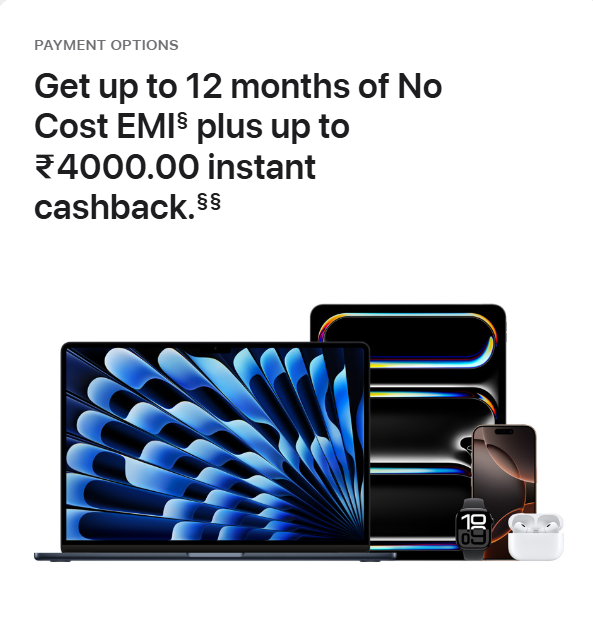 PAYMENT OPTIONS
Get up to 12 months of No
Cost EMI§ plus up to
₹4000.00 instant
cashback.§§
10
09